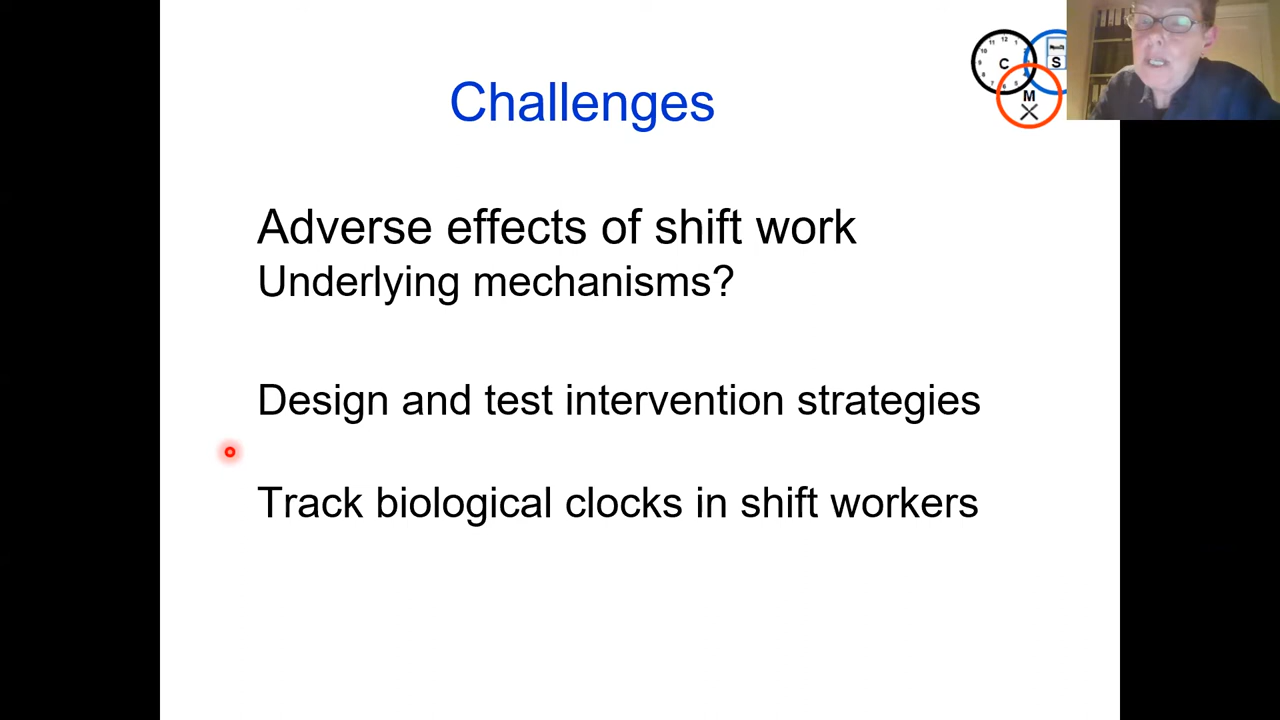 Challenges
C
S
M
Adverse effects of shift work
Underlying mechanisms?
Design and test intervention strategies
Track biological clocks in shift workers